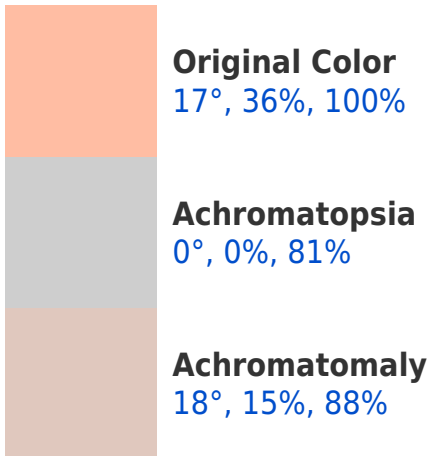 Original Color
17°, 36%, 100%
Achromatopsia
0°, 0%, 81%
Achromatomaly
18°, 15%, 88%